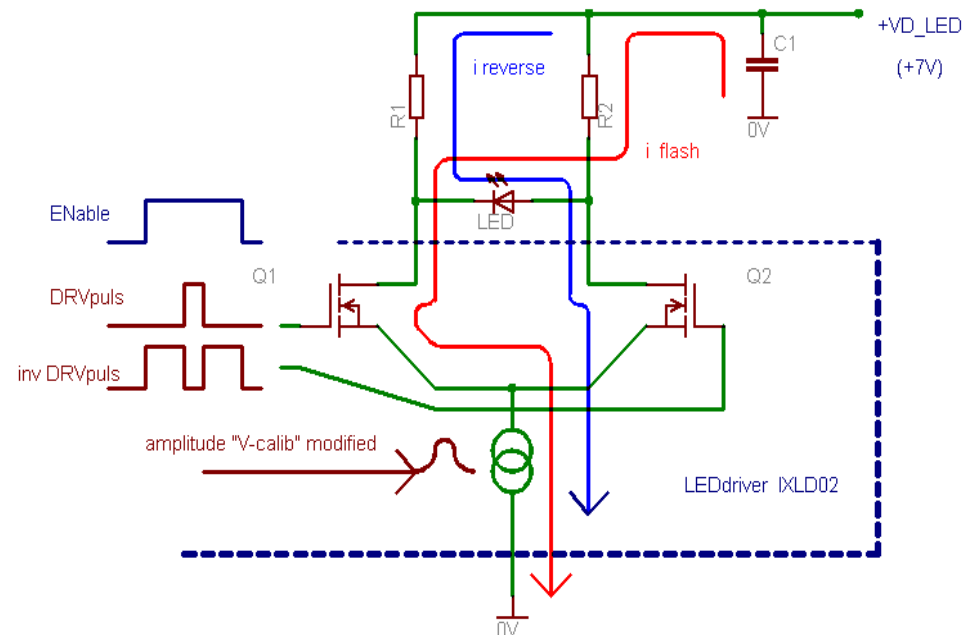 +VD_LED
C1
(+7V)
i reverse
R1
R2
0V
i flash
ENable
LED
Q1
Q2
DRVpuls
inv DRVpuls
amplitude "V-calib" modified
LEDdriver IXLD02
0V